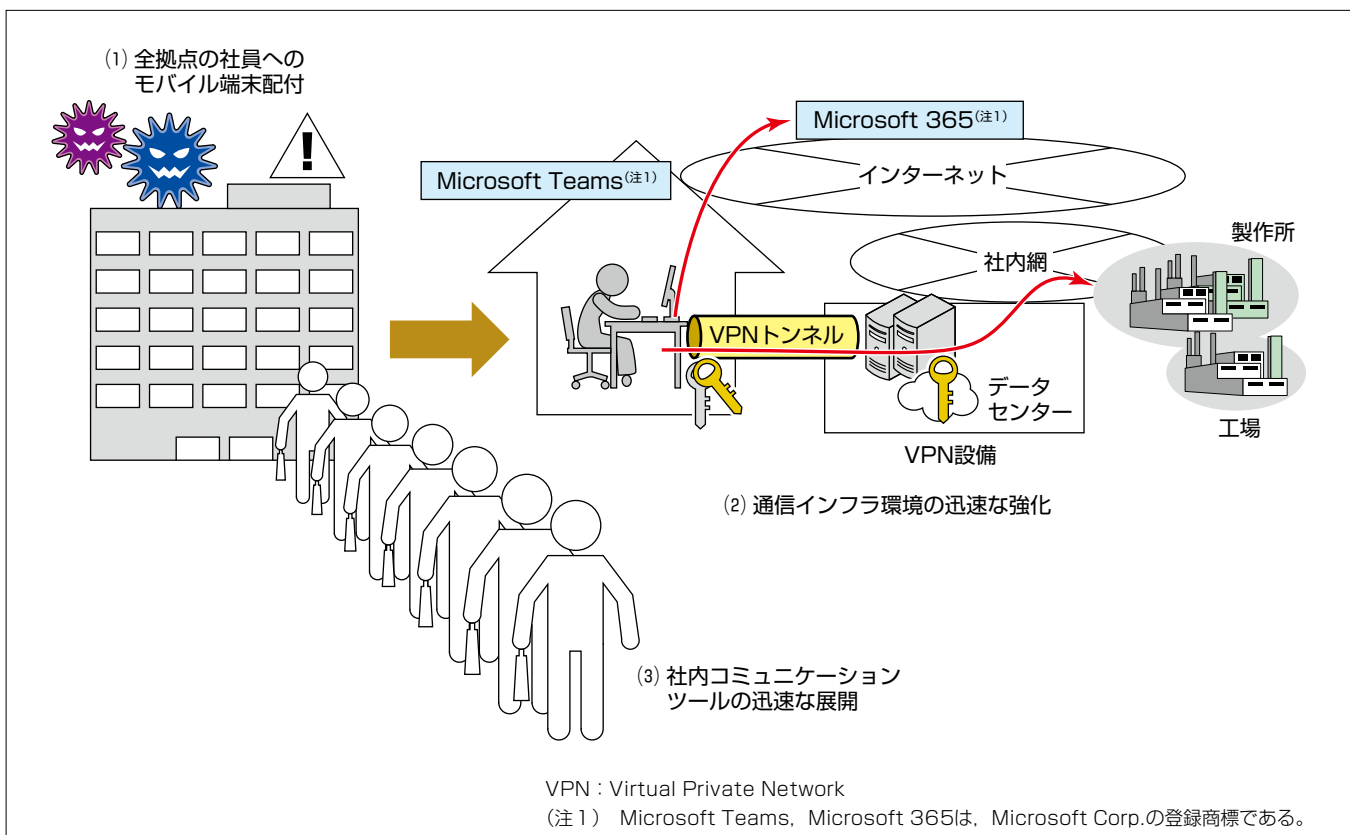 ⑴ 全拠点の社員への
モバイル端末配付
!
Microsoft 365(注1)
インターネット
Microsoft Teams(注1)
社内網
製作所
VPNトンネル
データ
センター
工場
VPN設備
⑵ 通信インフラ環境の迅速な強化
⑶ 社内コミュニケーション
ツールの迅速な展開
VPN：Virtual Private Network
(注1) Microsoft Teams，Microsoft 365は，Microsoft Corp.の登録商標である。